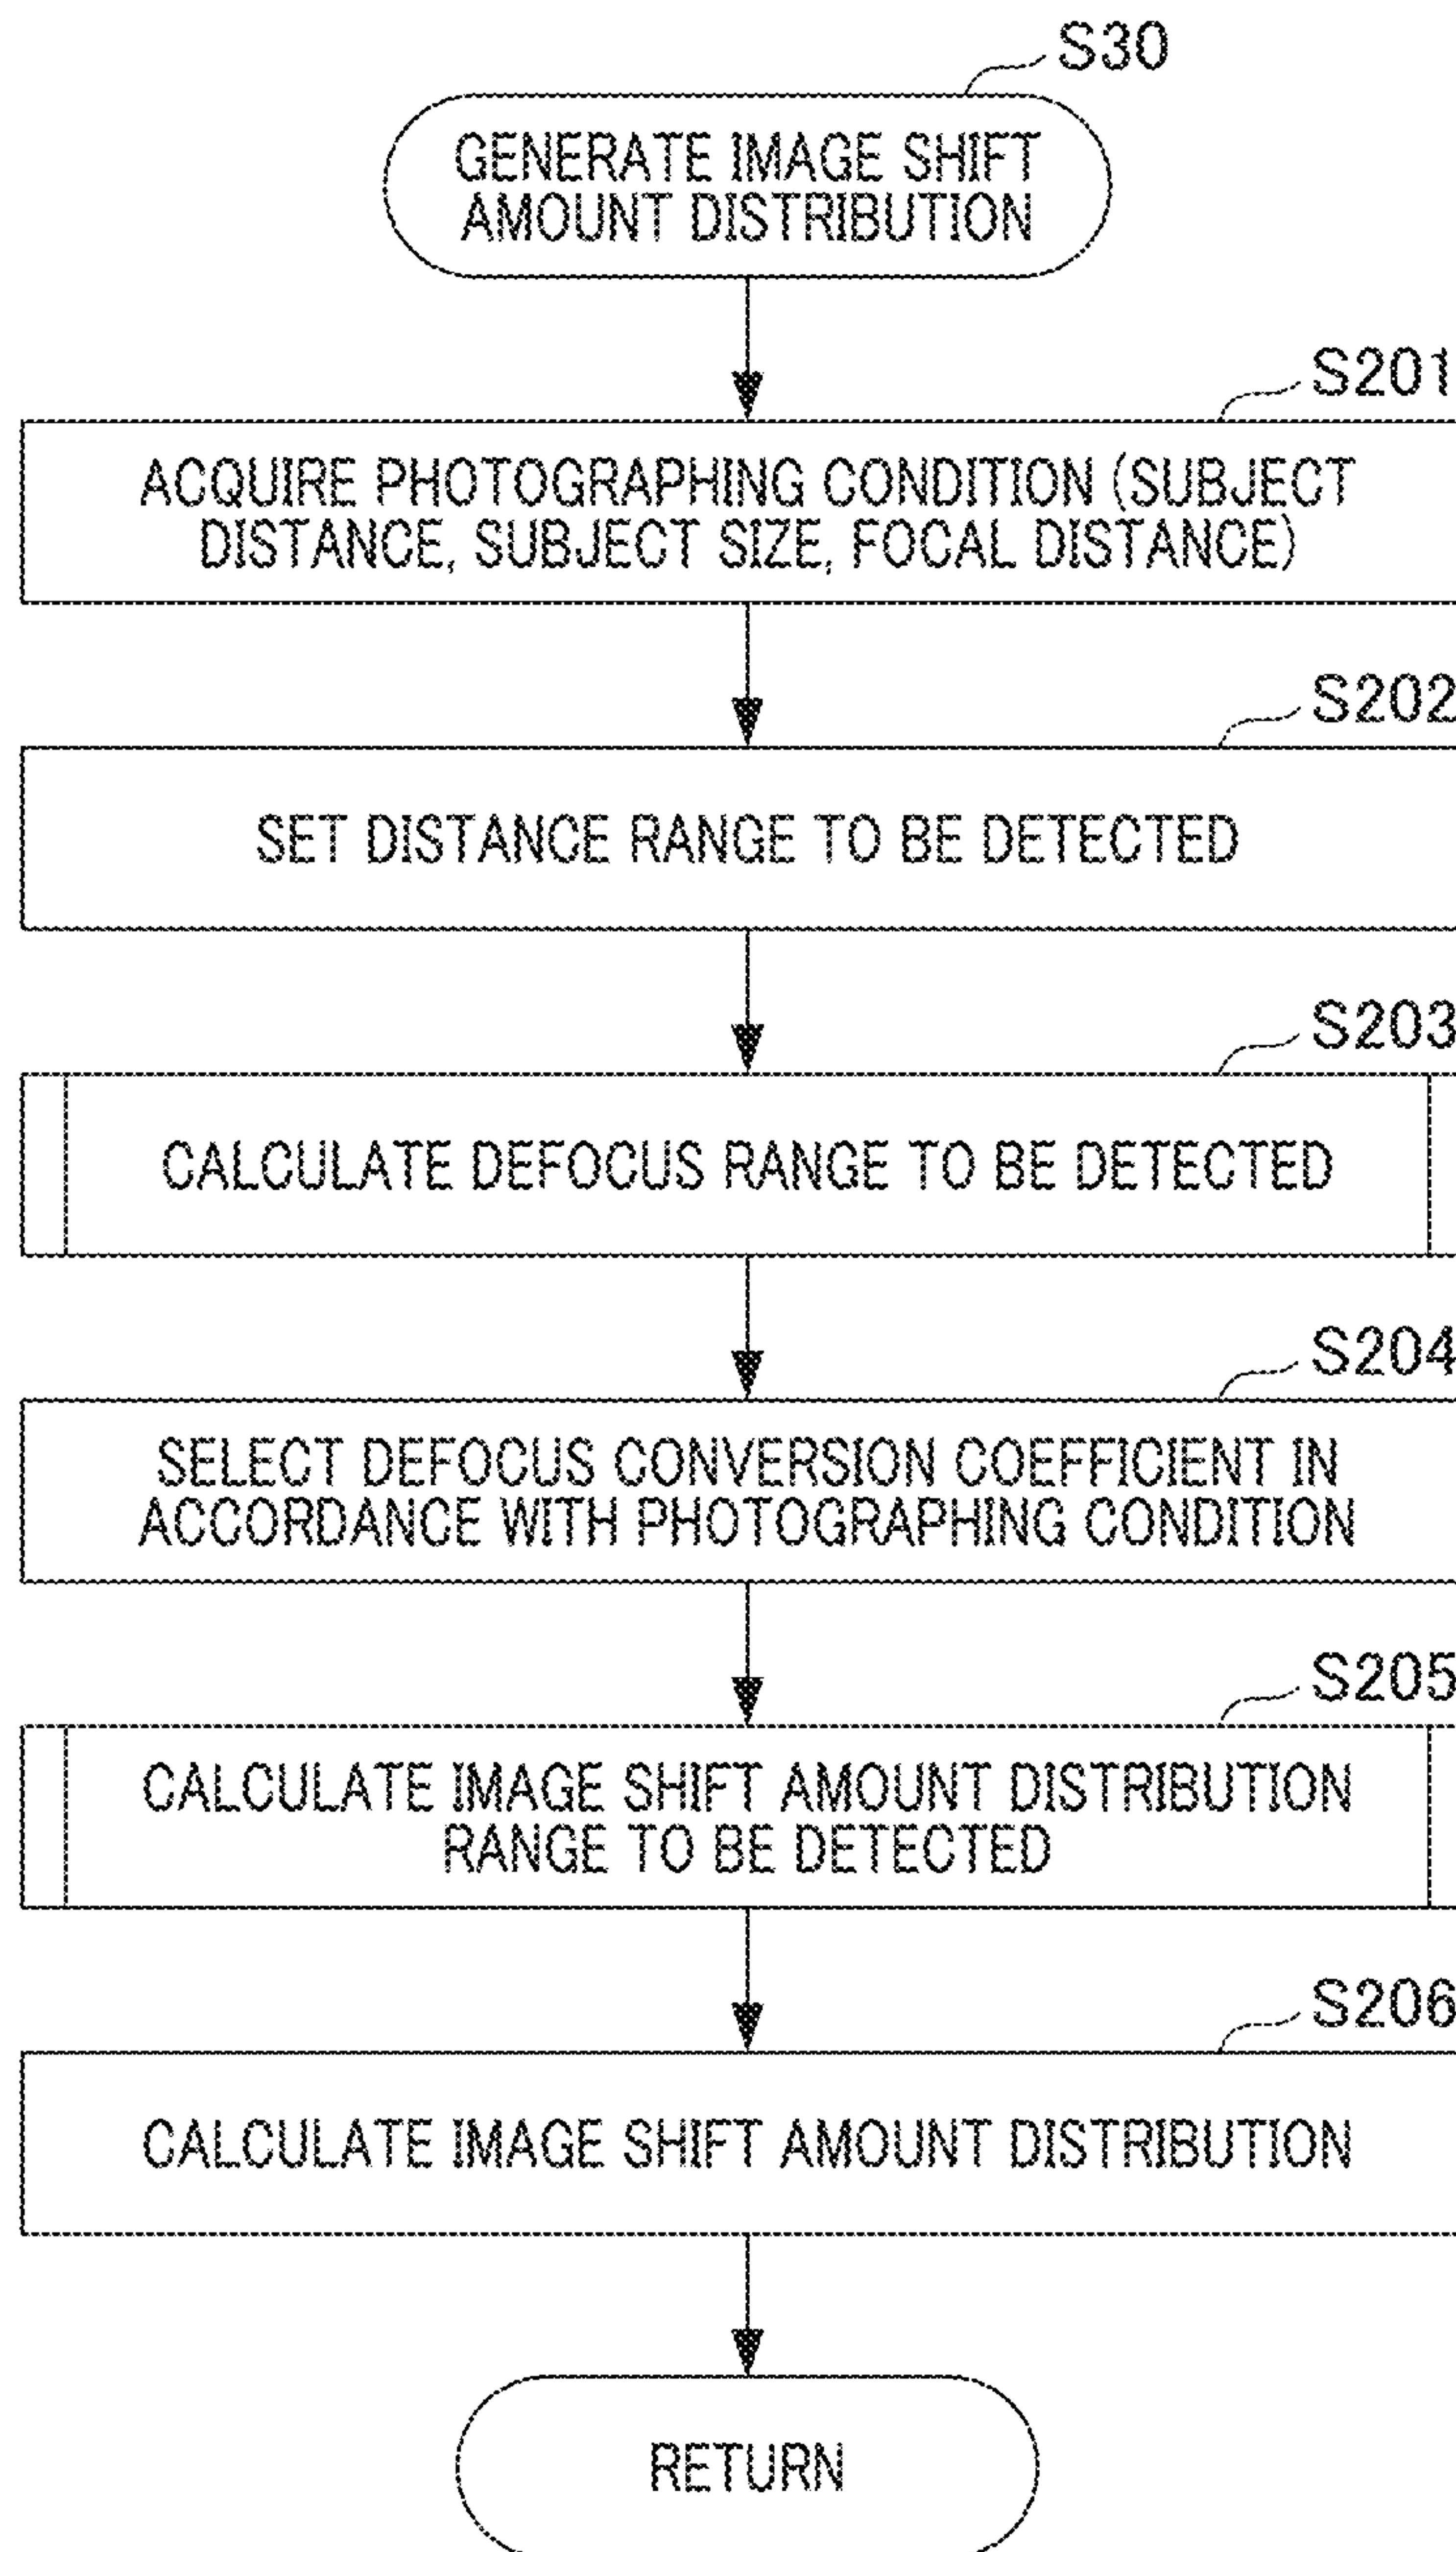 S30
GENERATE IMAGE SHIFT
AMOUNT DISTRIBUTION
S201
ACQUIRE PHOTOGRAPHING CONDITION (SUBJECT
DISTANCE, SUBJECT SIZE, FOCAL DISTANCE)
S202
SET DISTANCE RANGE TO BE DETECTED
S203
CALCULATE DEFOCUS RANGE TO BE DETECTED
S204
SELECT DEFOCUS CONVERSION COEFFICIENT IN
ACCORDANCE WITH PHOTOGRAPHING CONDITION
S205
CALCULATE IMAGE SHIFT AMOUNT DISTRIBUTION
RANGE TO BE DETECTED
S206
CALCULATE IMAGE SHIFT AMOUNT DISTRIBUTION
RETURN